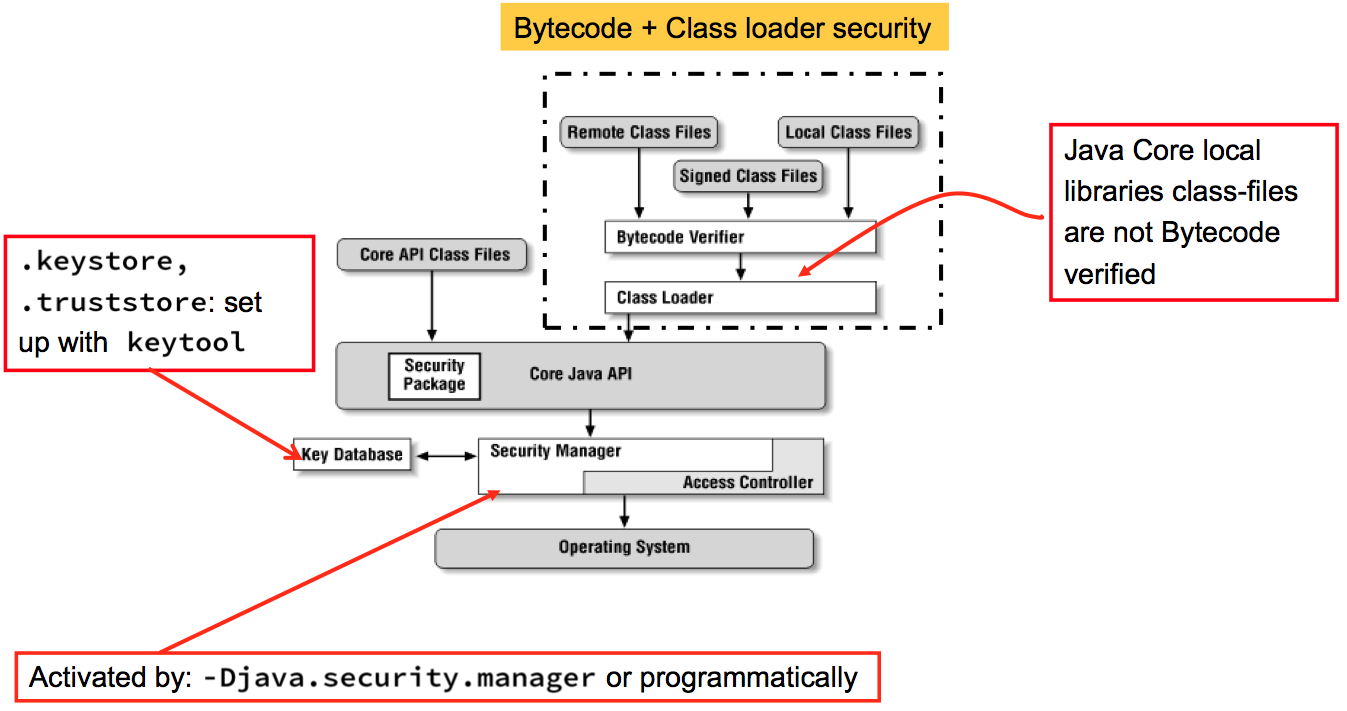 Bytecode + Class loader security
Remote Class Files
Local Class Files
Signed Class Files
Java Core local
libraries class-files
are not Bytecode
verified
Bytecode Verifier
Core API Class Files
.keystore,
.truststore: set
up with keytool
Class Loader
Security
Package
Core Java API
Key Database
Security Manager
Access Controller
Operating System
Activated by: -Djava.security.manager or programmatically